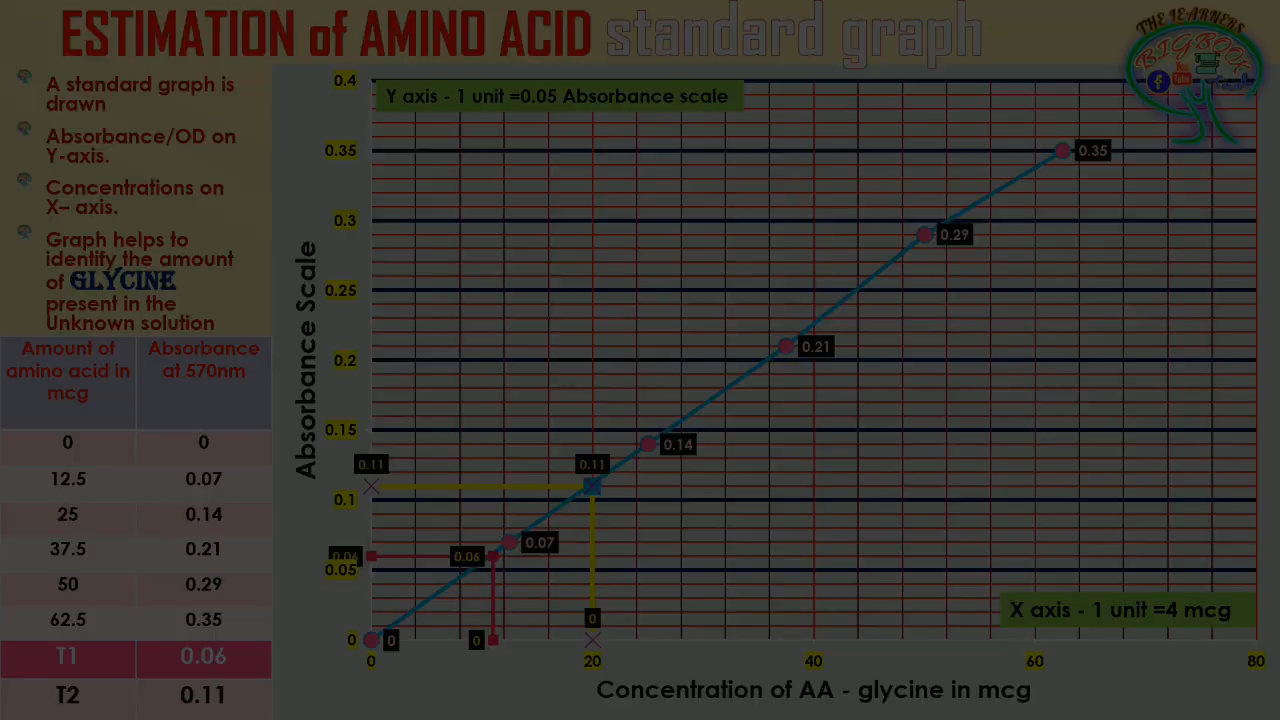 ESTIMATION of AMINO ACID standard graph
THE LEARNERS
BIGBOOK
You
Tube
A standard graph is
drawn
Absorbance/OD on
Y-axis.
Concentrations on
X– axis.
Graph helps to
identify the amount
of GLYCINE
present in the
Unknown solution
Amount of amino acid in mcg Absorbance at 570nm
0 0
12.5 0.07
25 0.14
37.5 0.21
50 0.29
62.5 0.35
T1 0.06
T2 0.11
Y axis - 1 unit =0.05 Absorbance scale
Absorbance Scale
0.4
0.35
0.3
0.25
0.2
0.15
0.1
0.05
0
0.35
0.29
0.21
0.14
0.11 0.11
0.07
0.06 0.06
0
0 0
X axis - 1 unit =4 mcg
0 20 40 60 80
Concentration of AA - glycine in mcg